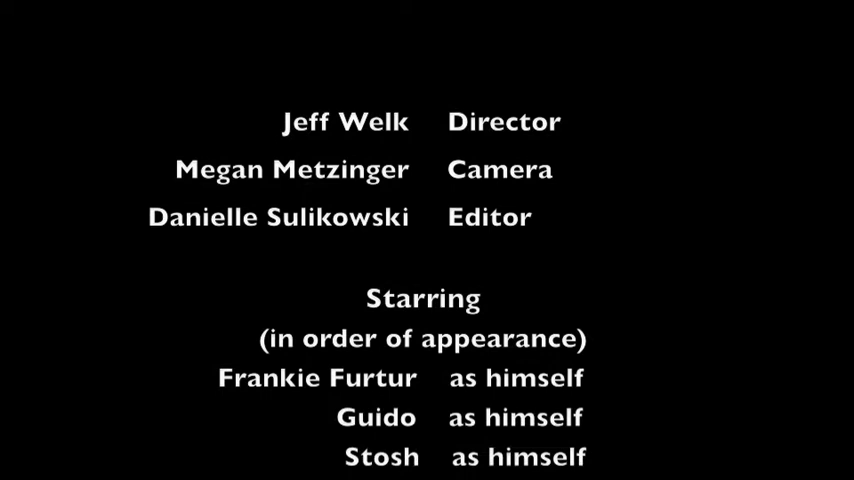 Jeff Welk Director
Megan Metzinger Camera
Danielle Sulikowski Editor
Starring
(in order of appearance)
Frankie Furtur as himself
Guido as himself
Stosh as himself